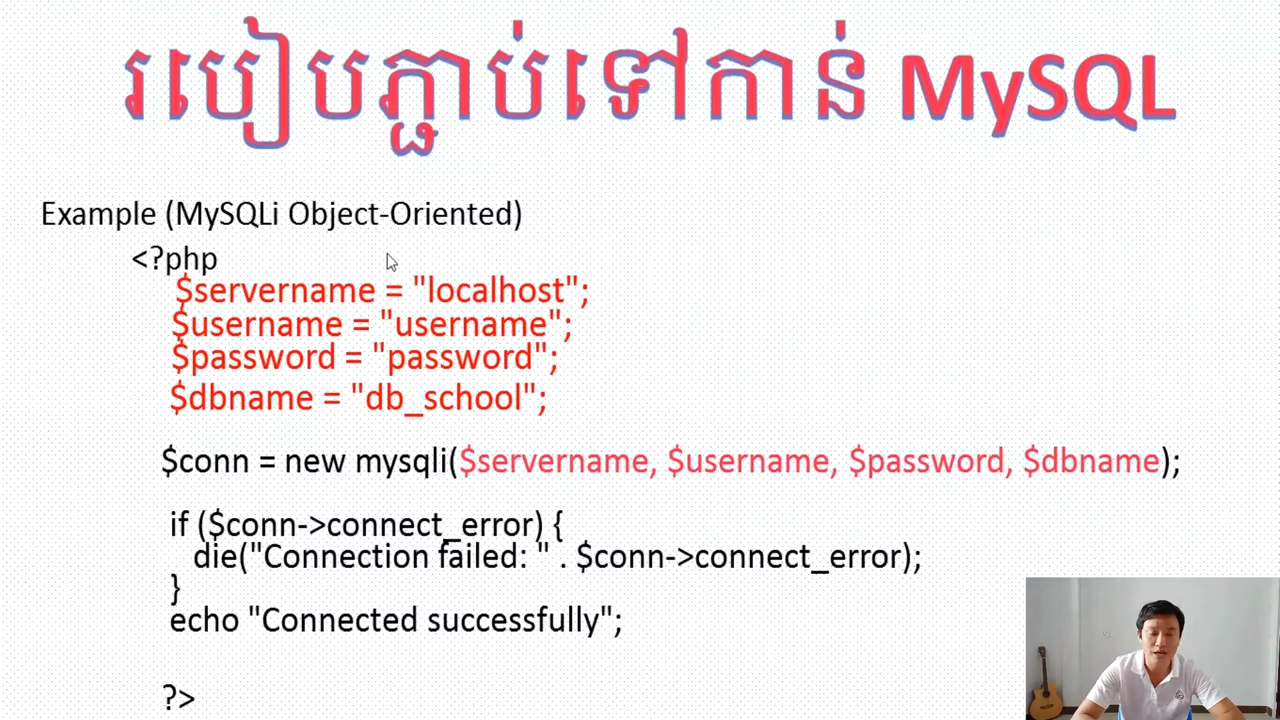 របៀបភ្ជាប់ទៅកាន់ MySQL
Example (MySQLi Object-Oriented)
<?php
$servername = "localhost";
$username = "username";
$password = "password";
$dbname = "db_school";
$conn = new mysqli($servername, $username, $password, $dbname);
if ($conn->connect_error) {
die("Connection failed: " . $conn->connect_error);
}
echo "Connected successfully";
?>